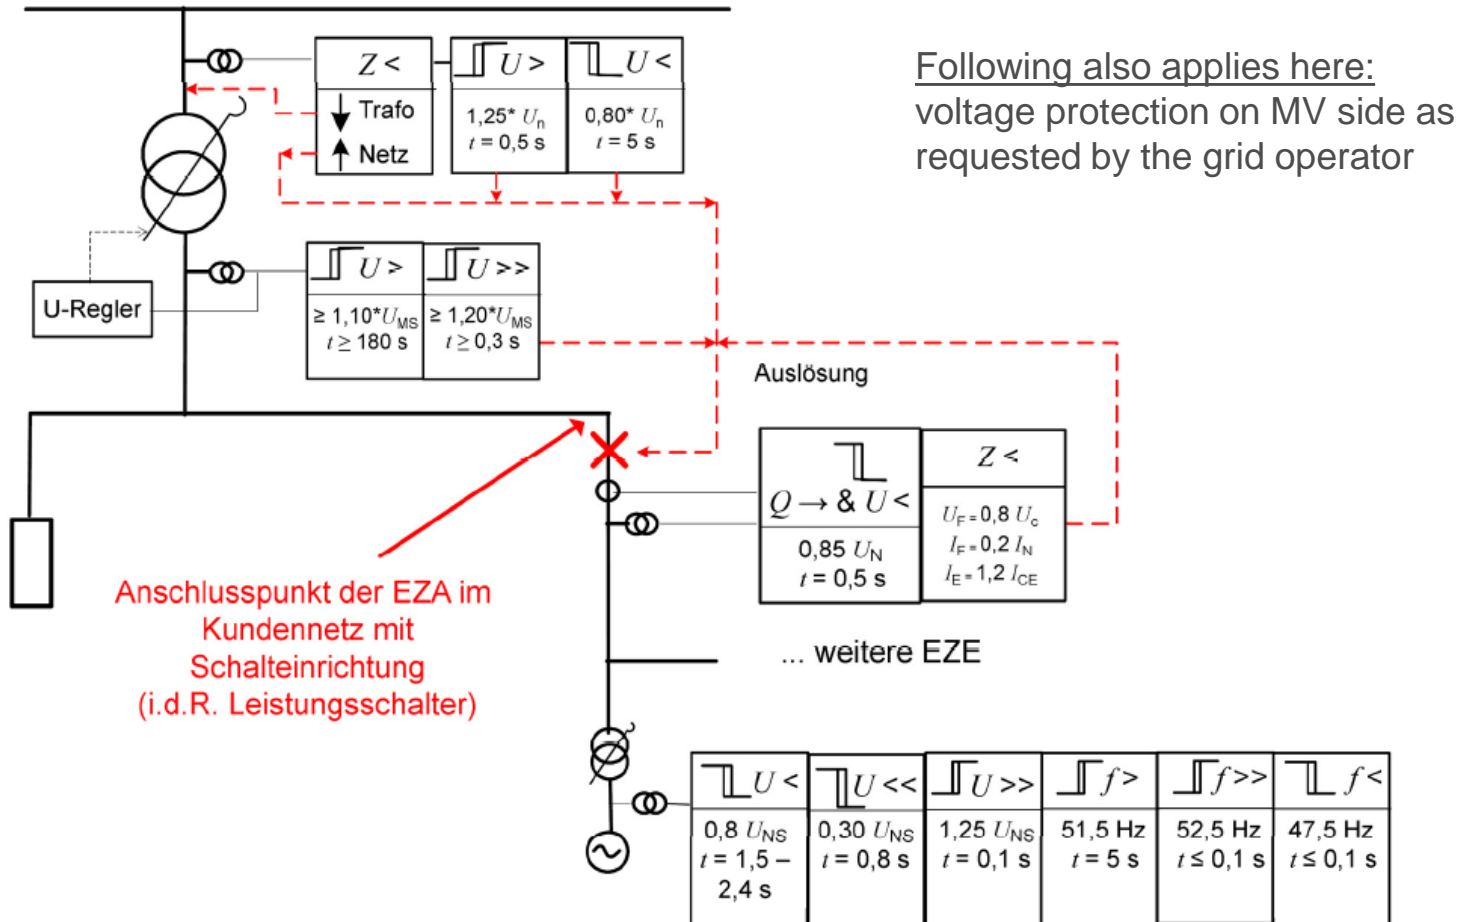 Z <
Trafo
Netz
U >
1,25* Un
t = 0,5 s
U <
0,80* Un
t = 5 s
Following also applies here:
voltage protection on MV side as
requested by the grid operator
U-Regler
U >
≥ 1,10*UMS
t ≥ 180 s
U >>
≥ 1,20*UMS
t ≥ 0,3 s
Auslösung
Q → & U <
0,85 UN
t = 0,5 s
Z <
UF = 0,8 Uc
IF = 0,2 IN
IE = 1,2 ICE
Anschlusspunkt der EZA im
Kundennetz mit
Schalteinrichtung
(i.d.R. Leistungsschalter)
... weitere EZE
U <
0,8 UNS
t = 1,5 –
2,4 s
U <<
0,30 UNS
t = 0,8 s
U >>
1,25 UNS
t = 0,1 s
f >
51,5 Hz
t = 5 s
f >>
52,5 Hz
t ≤ 0,1 s
f <
47,5 Hz
t ≤ 0,1 s